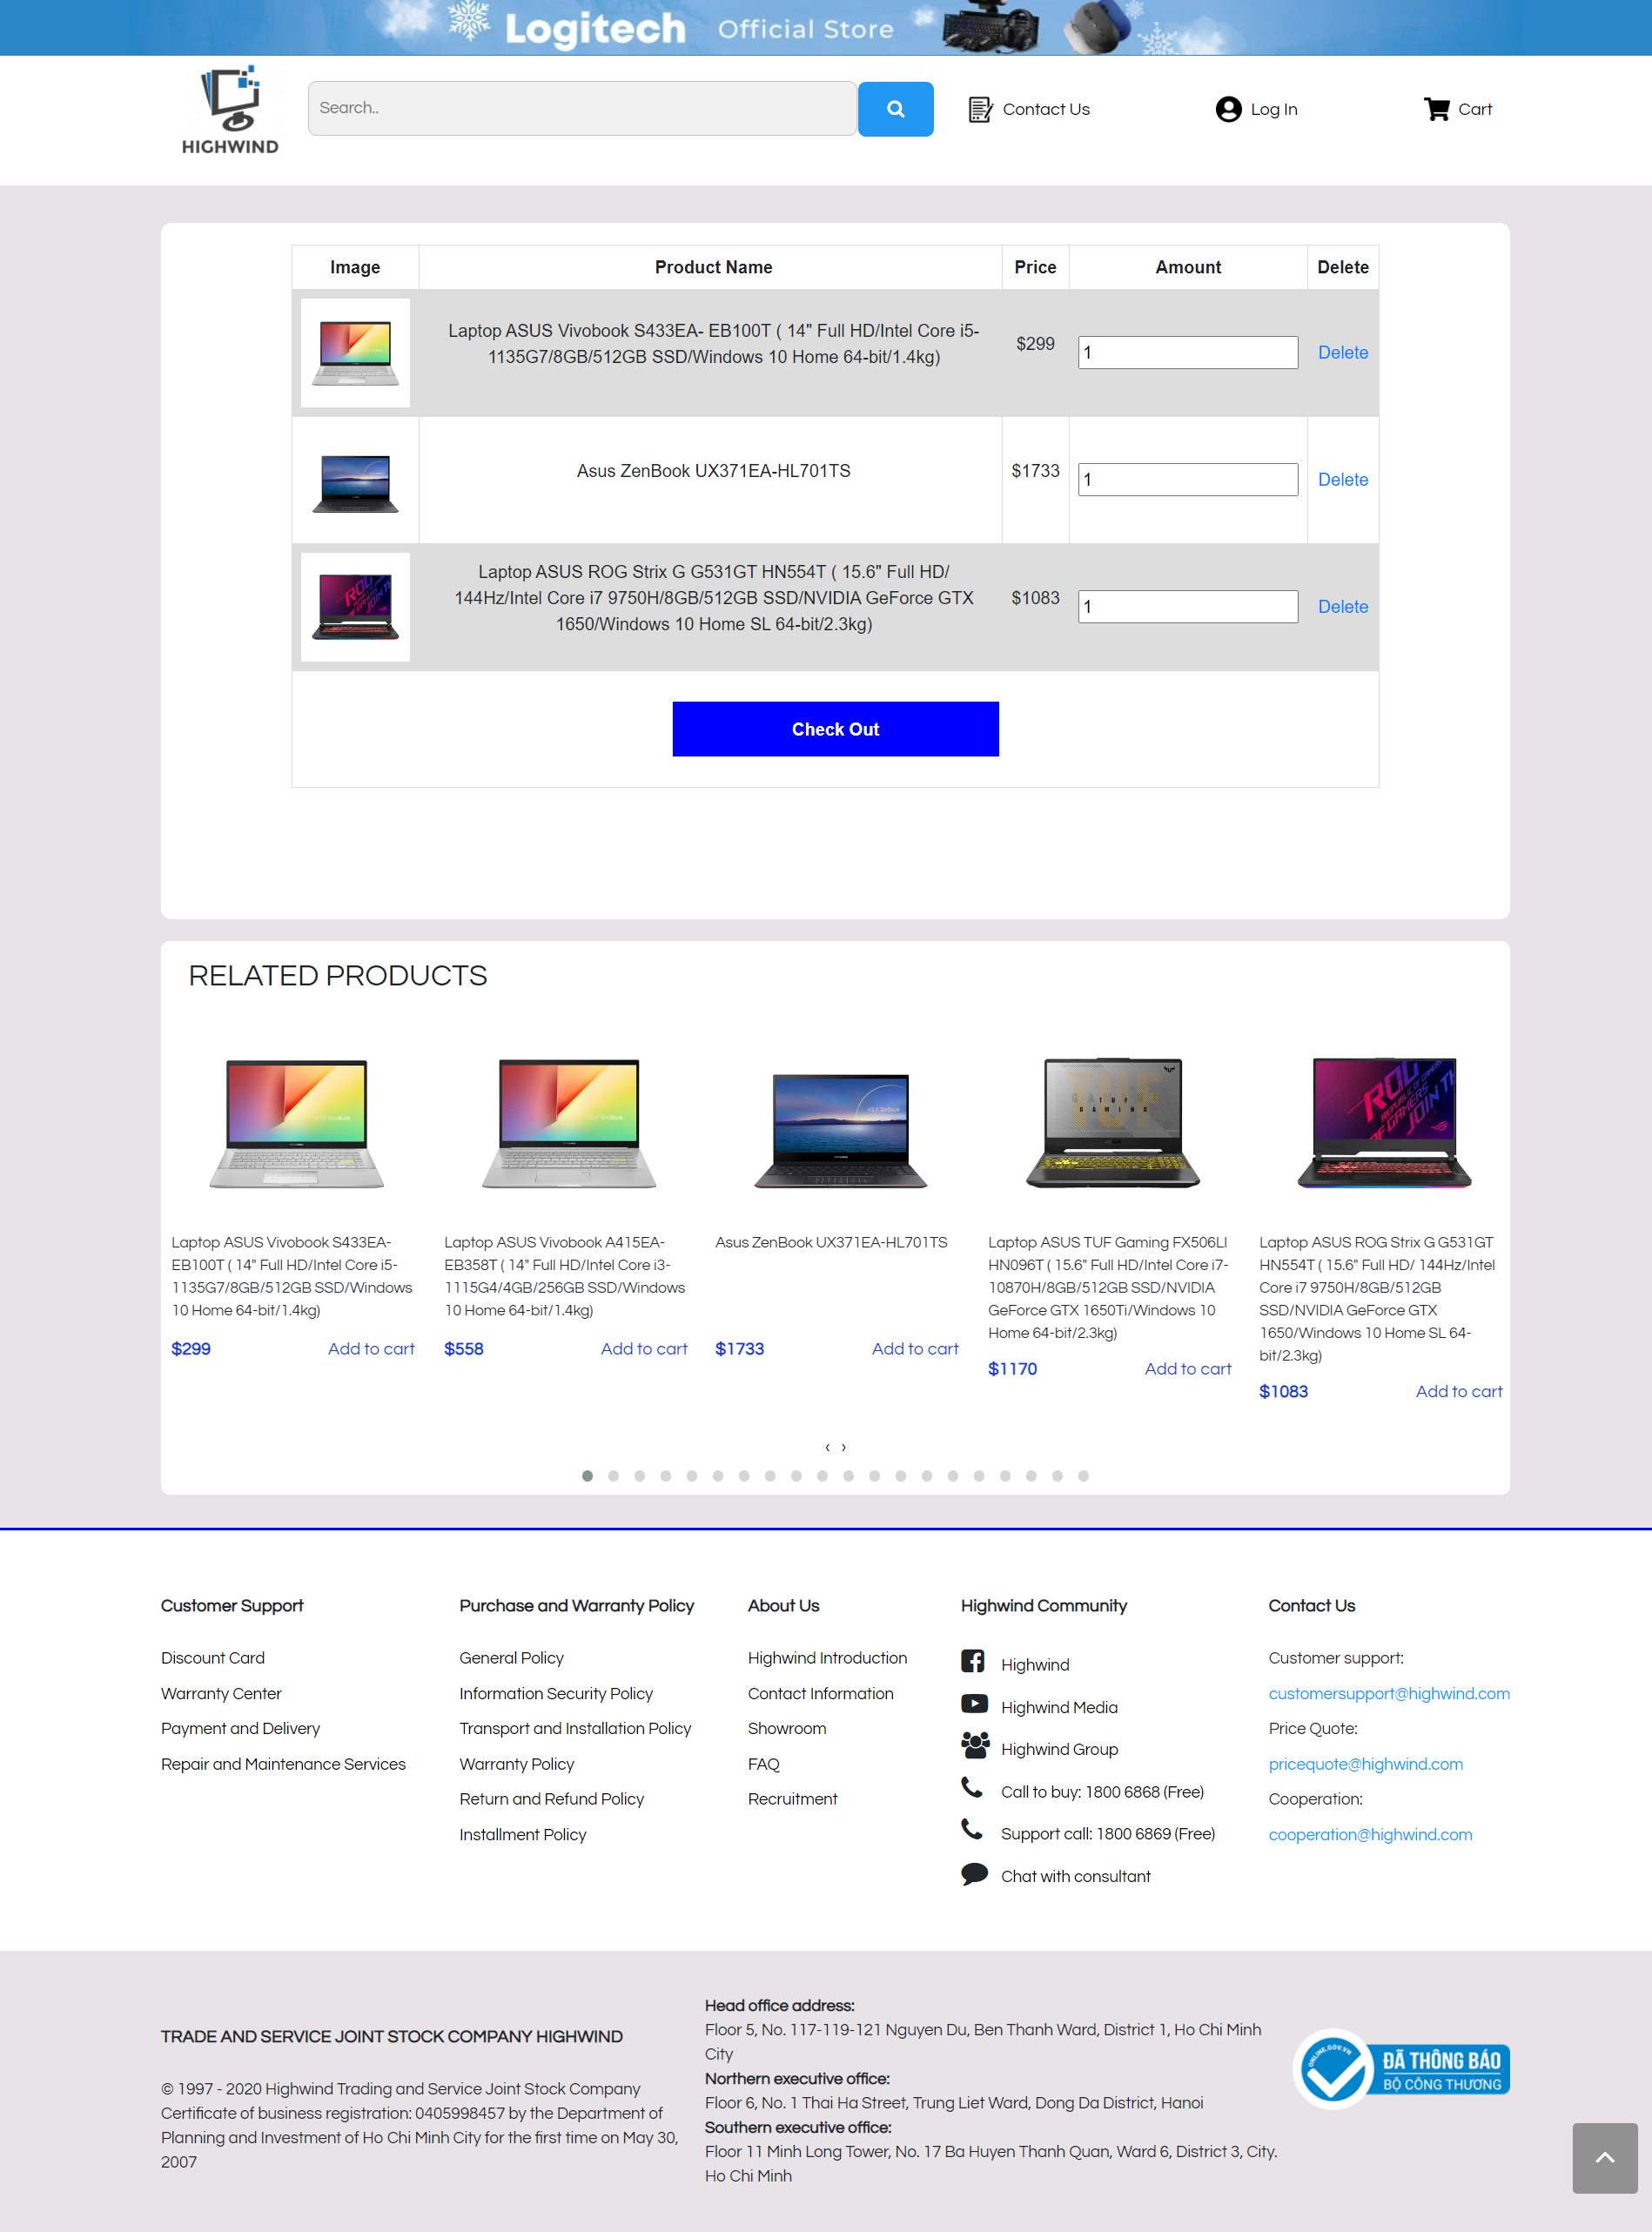 Logitech Official Store
HIGHWIND
Search..
Contact Us
Log In
Cart
Image Product Name Price Amount Delete
Laptop ASUS Vivobook S433EA- EB100T ( 14" Full HD/Intel Core i5-
1135G7/8GB/512GB SSD/Windows 10 Home 64-bit/1.4kg)
$299
1
Delete
Asus ZenBook UX371EA-HL701TS
$1733
1
Delete
Laptop ASUS ROG Strix G G531GT HN554T ( 15.6" Full HD/
144Hz/Intel Core i7 9750H/8GB/512GB SSD/NVIDIA GeForce GTX
1650/Windows 10 Home SL 64-bit/2.3kg)
$1083
1
Delete
Check Out
RELATED PRODUCTS
Laptop ASUS Vivobook S433EA-
EB100T ( 14" Full HD/Intel Core i5-
1135G7/8GB/512GB SSD/Windows
10 Home 64-bit/1.4kg)
$299 Add to cart
Laptop ASUS Vivobook A415EA-
EB358T ( 14" Full HD/Intel Core i3-
1115G4/4GB/256GB SSD/Windows
10 Home 64-bit/1.4kg)
$558 Add to cart
Asus ZenBook UX371EA-HL701TS
$1733 Add to cart
TUF
GAMING
Laptop ASUS TUF Gaming FX506LI
HN096T ( 15.6" Full HD/Intel Core i7-
10870H/8GB/512GB SSD/NVIDIA
GeForce GTX 1650Ti/Windows 10
Home 64-bit/2.3kg)
$1170 Add to cart
Laptop ASUS ROG Strix G G531GT
HN554T ( 15.6" Full HD/ 144Hz/Intel
Core i7 9750H/8GB/512GB
SSD/NVIDIA GeForce GTX
1650/Windows 10 Home SL 64-
bit/2.3kg)
$1083 Add to cart
‹ ›
Customer Support
Discount Card
Warranty Center
Payment and Delivery
Repair and Maintenance Services
Purchase and Warranty Policy
General Policy
Information Security Policy
Transport and Installation Policy
Warranty Policy
Return and Refund Policy
Installment Policy
About Us
Highwind Introduction
Contact Information
Showroom
FAQ
Recruitment
Highwind Community
Highwind
Highwind Media
Highwind Group
Call to buy: 1800 6868 (Free)
Support call: 1800 6869 (Free)
Chat with consultant
Contact Us
Customer support:
customersupport@highwind.com
Price Quote:
pricequote@highwind.com
Cooperation:
cooperation@highwind.com
TRADE AND SERVICE JOINT STOCK COMPANY HIGHWIND
© 1997 - 2020 Highwind Trading and Service Joint Stock Company
Certificate of business registration: 0405998457 by the Department of
Planning and Investment of Ho Chi Minh City for the first time on May 30,
2007
Head office address:
Floor 5, No. 117-119-121 Nguyen Du, Ben Thanh Ward, District 1, Ho Chi Minh
City
Northern executive office:
Floor 6, No. 1 Thai Ha Street, Trung Liet Ward, Dong Da District, Hanoi
Southern executive office:
Floor 11 Minh Long Tower, No. 17 Ba Huyen Thanh Quan, Ward 6, District 3, City.
Ho Chi Minh
ONLINE.GOV.VN
ĐÃ THÔNG BÁO
BỘ CÔNG THƯƠNG